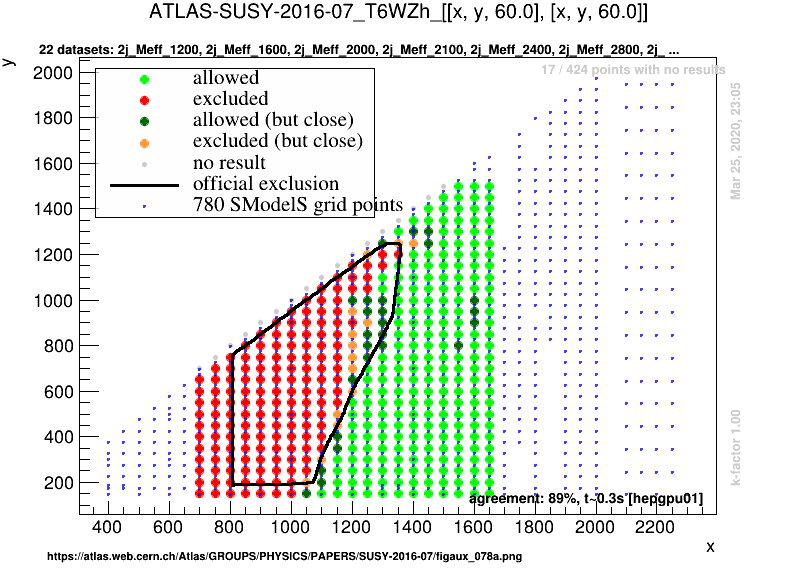 ATLAS-SUSY-2016-07_T6WZh_[[x, y, 60.0], [x, y, 60.0]]
22 datasets: 2j_Meff_1200, 2j_Meff_1600, 2j_Meff_2000, 2j_Meff_2100, 2j_Meff_2400, 2j_Meff_2800, 2j_ ...
y
17 / 424 points with no results
allowed
excluded
allowed (but close)
excluded (but close)
no result
official exclusion
780 SModelS grid points
Mar 25, 2020, 23:05
k-factor 1.00
2000
1800
1600
1400
1200
1000
800
600
400
200
agreement: 89%, t~0.3s [hepgpu01]
400 600 800 1000 1200 1400 1600 1800 2000 2200
x
https://atlas.web.cern.ch/Atlas/GROUPS/PHYSICS/PAPERS/SUSY-2016-07/figaux_078a.png